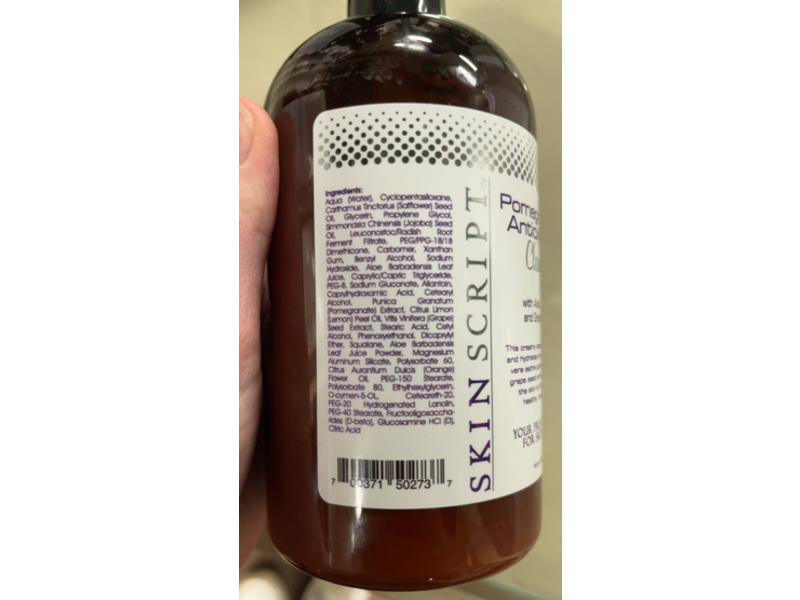 Ingredients:
Aqua (Water), Cyclopentasiloxane,
Carthamus Tinctorius (Safflower) Seed
Oil, Glycerin, Propylene Glycol,
Simmondsia Chinensis (Jojoba) Seed
Oil, Leuconostoc/Radish Root
Ferment Filtrate, PEG/PPG-18/18
Dimethicone, Carbomer, Xanthan
Gum, Benzyl Alcohol, Sodium
Hydroxide, Aloe Barbadensis Leaf
Juice, Caprylic/Capric Triglyceride,
PEG-8, Sodium Gluconate, Allantoin,
Caprylhydroxamic Acid, Cetearyl
Alcohol, Punica Granatum
(Pomegranate) Extract, Citrus Limon
(Lemon) Peel Oil, Vitis Vinifera (Grape)
Seed Extract, Stearic Acid, Cetyl
Alcohol, Phenoxyethanol, Dicaprylyl
Ether, Squalane, Aloe Barbadensis
Leaf Juice Powder, Magnesium
Aluminum Silicate, Polysorbate 60,
Citrus Aurantium Dulcis (Orange)
Flower Oil, PEG-150 Stearate,
Polysorbate 80, Ethylhexylglycerin,
O-cymen-5-OL, Ceteareth-20,
PEG-20 Hydrogenated Lanolin,
PEG-40 Stearate, Fructooligosaccha-
rides (D-beta), Glucosamine HCl (D),
Citric Acid
7 00371 50273 7
SKINSCRIPT
Pomeg
Antio
Cl
with
and
This creamy
and hydrates
vera
grape seed
the skin
healthy,
YOUR
FOR